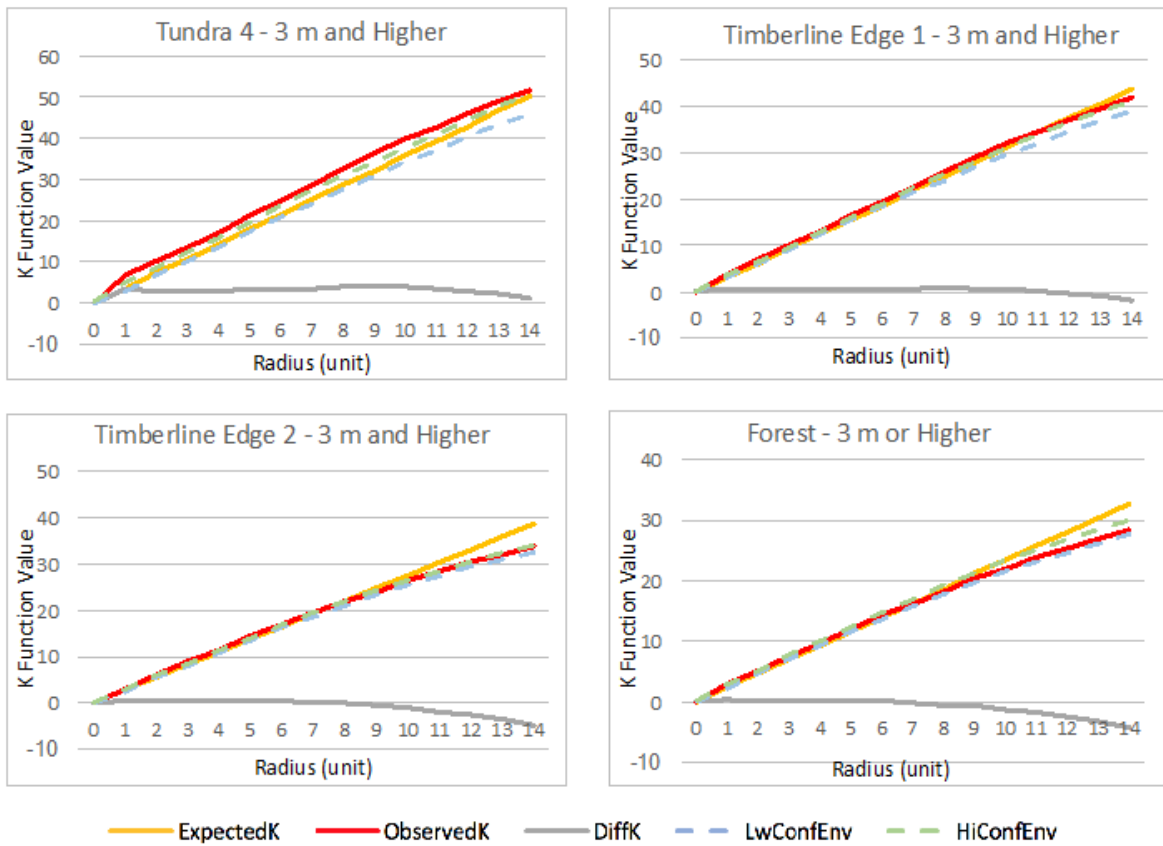 Tundra 4 - 3 m and Higher
60
50
40
30
20
10
0
-10
K Function Value
0 1 2 3 4 5 6 7 8 9 10 11 12 13 14
Radius (unit)
Timberline Edge 1 - 3 m and Higher
50
40
30
20
10
0
-10
K Function Value
0 1 2 3 4 5 6 7 8 9 10 11 12 13 14
Radius (unit)
Timberline Edge 2 - 3 m and Higher
50
40
30
20
10
0
-10
K Function Value
0 1 2 3 4 5 6 7 8 9 10 11 12 13 14
Radius (unit)
Forest - 3 m or Higher
40
30
20
10
0
-10
K Function Value
0 1 2 3 4 5 6 7 8 9 10 11 12 13 14
Radius (unit)
ExpectedK ObservedK DiffK LwConfEnv HiConfEnv